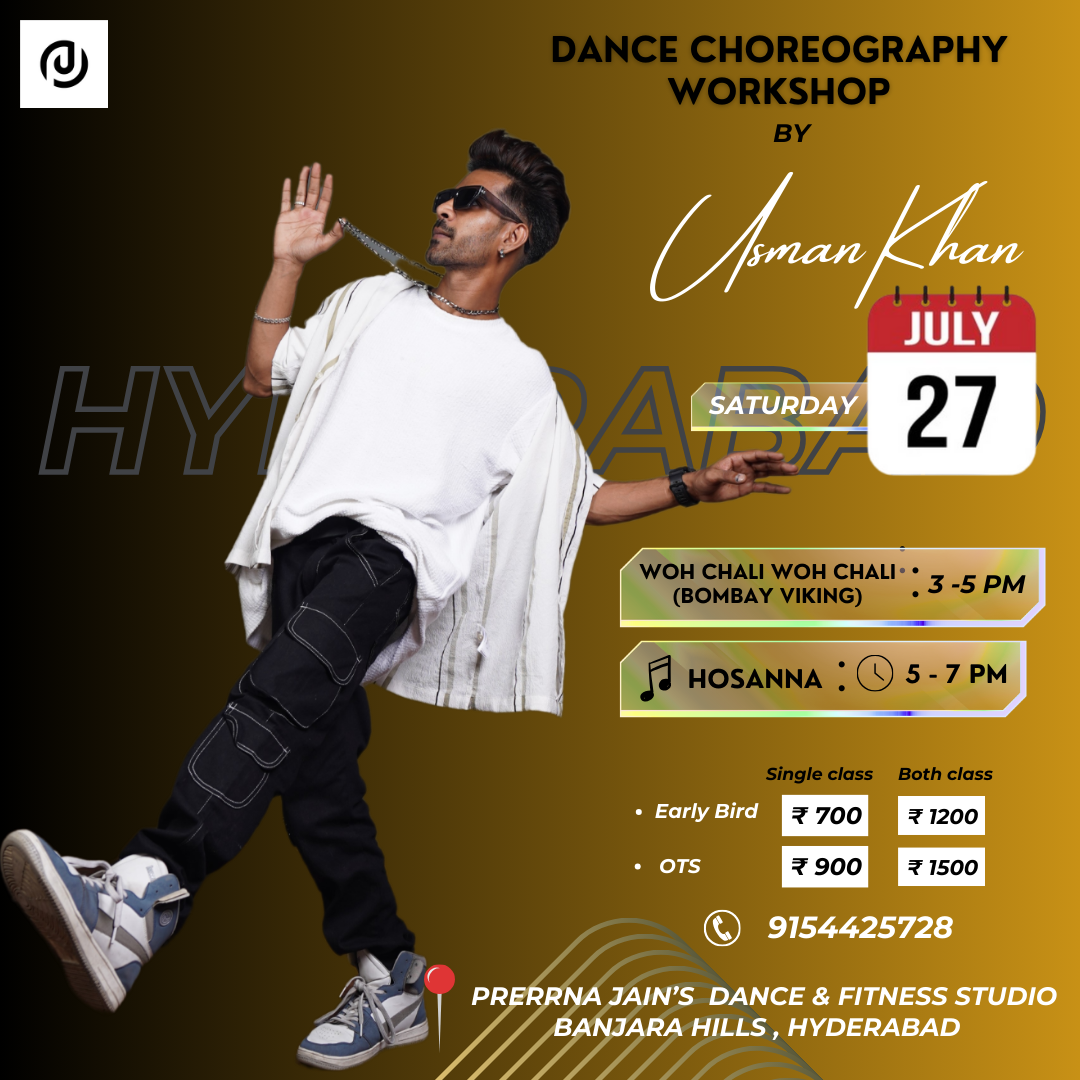 DANCE CHOREOGRAPHY
WORKSHOP
BY
Usman Khan
JULY
27
SATURDAY
HYDERABAD
WOH CHALI WOH CHALI
(BOMBAY VIKING)
: 3 -5 PM
HOSANNA : 5 - 7 PM
Single class Both class
• Early Bird ₹ 700 ₹ 1200
• OTS ₹ 900 ₹ 1500
9154425728
PRERRNA JAIN'S DANCE & FITNESS STUDIO
BANJARA HILLS , HYDERABAD